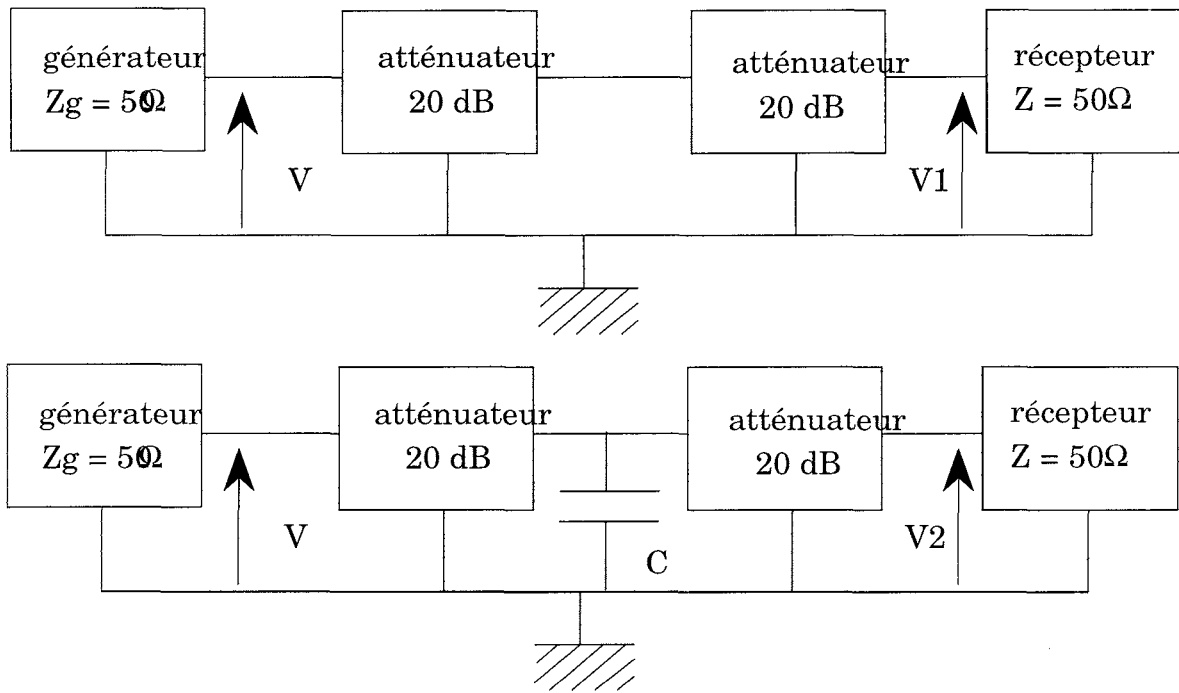 générateur
Zg = 50Ω
atténuateur
20 dB
atténuateur
20 dB
récepteur
Z = 50Ω
V
V1
générateur
Zg = 50Ω
atténuateur
20 dB
atténuateur
20 dB
récepteur
Z = 50Ω
V
C
V2